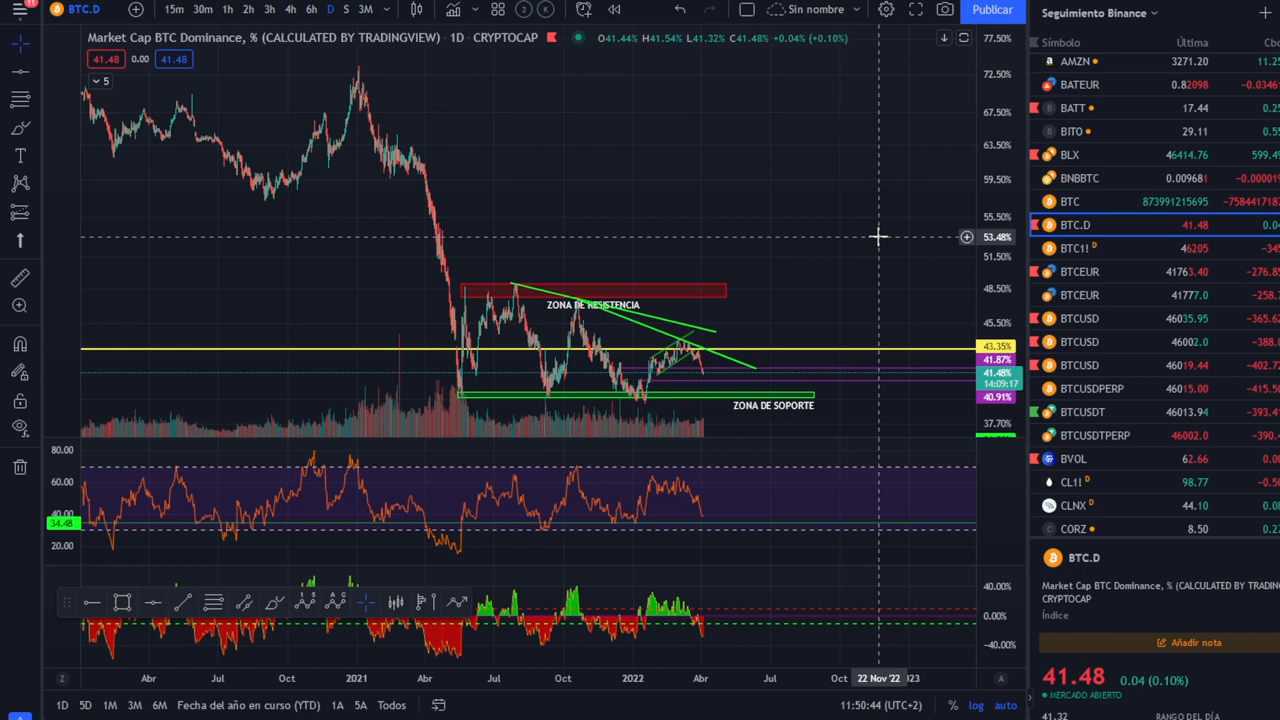 11
BTC.D
15m 30m 1h 2h 3h 4h 6h D S 3M
2 K
Sin nombre
Publicar
Market Cap BTC Dominance, % (CALCULATED BY TRADINGVIEW) · 1D · CRYPTOCAP
O41.44% H41.54% L41.32% C41.48% +0.04 (+0.10%)
41.48 0.00 41.48
5
77.50%
72.50%
67.50%
63.50%
59.50%
55.50%
53.48%
51.50%
48.50%
45.50%
43.35%
41.87%
41.48%
14:09:17
40.91%
37.70%
ZONA DE RESISTENCIA
ZONA DE SOPORTE
80.00
60.00
40.00
34.48
20.00
40.00%
0.00%
−40.00%
Z Abr Jul Oct 2021 Abr Jul Oct 2022 Abr Jul Oct 22 Nov '22 A
1D 5D 1M 3M 6M Fecha del año en curso (YTD) 1A 5A Todos
11:50:44 (UTC+2) % log auto
Seguimiento Binance
Símbolo Última
AMZN 3271.20
BATEUR 0.82098 −0.0346
BATT 17.44
BITO 29.11
BLX 46414.76
BNBBTC 0.009681
BTC 873991215695
BTC.D 41.48
BTC1! D 46205
BTCEUR 41763.40
BTCEUR 41777.0
BTCUSD 46035.95
BTCUSD 46002.0
BTCUSD 46019.44
BTCUSDPERP 46015.00
BTCUSDT 46013.94
BTCUSDTPERP 46002.0
BVOL 62.66
CL1! D 98.77
CLNX D 44.10
CORZ 8.50
BTC.D
Market Cap BTC Dominance, % (CALCULATED BY TRADING
CRYPTOCAP
Índice
Añadir nota
41.48 0.04 (0.10%)
MERCADO ABIERTO
41.32 RANGO DEL DÍA